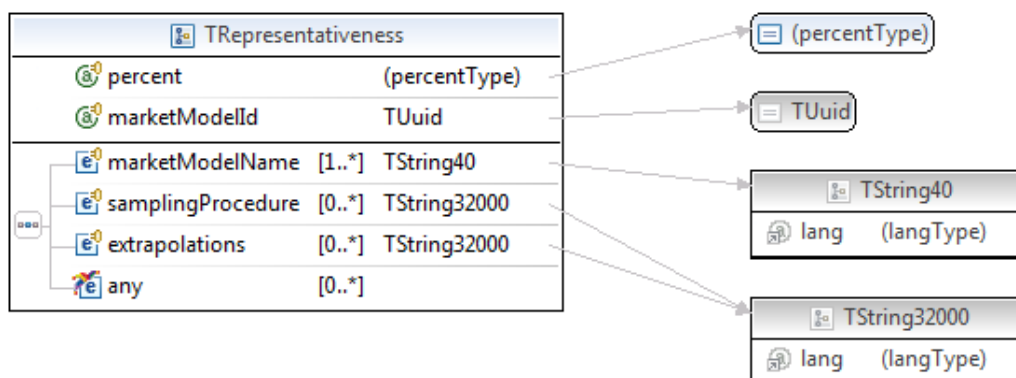 TRepresentativeness
percent (percentType)
marketModelId TUuid
marketModelName [1..*] TString40
samplingProcedure [0..*] TString32000
extrapolations [0..*] TString32000
any [0..*]
(percentType)
TUuid
TString40
lang (langType)
TString32000
lang (langType)